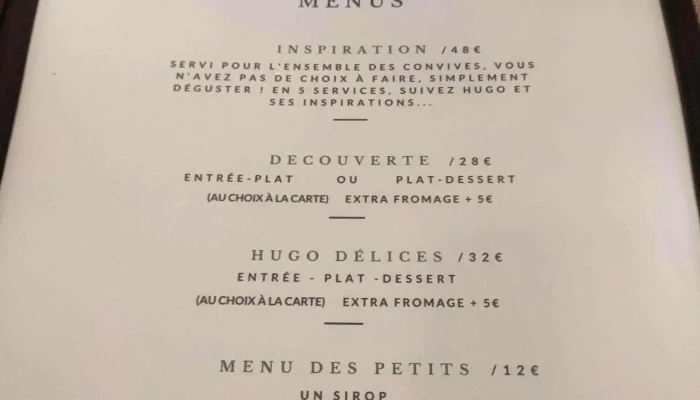 MENUS
INSPIRATION /48€
SERVI POUR L'ENSEMBLE DES CONVIVES, VOUS
N'AVEZ PAS DE CHOIX À FAIRE, SIMPLEMENT
DÉGUSTER ! EN 5 SERVICES, SUIVEZ HUGO ET
SES INSPIRATIONS...
DECOUVERTE /28€
ENTRÉE-PLAT OU PLAT-DESSERT
(AU CHOIX À LA CARTE) EXTRA FROMAGE + 5€
HUGO DÉLICES /32€
ENTRÉE - PLAT -DESSERT
(AU CHOIX À LA CARTE) EXTRA FROMAGE + 5€
MENU DES PETITS /12€
UN SIROP